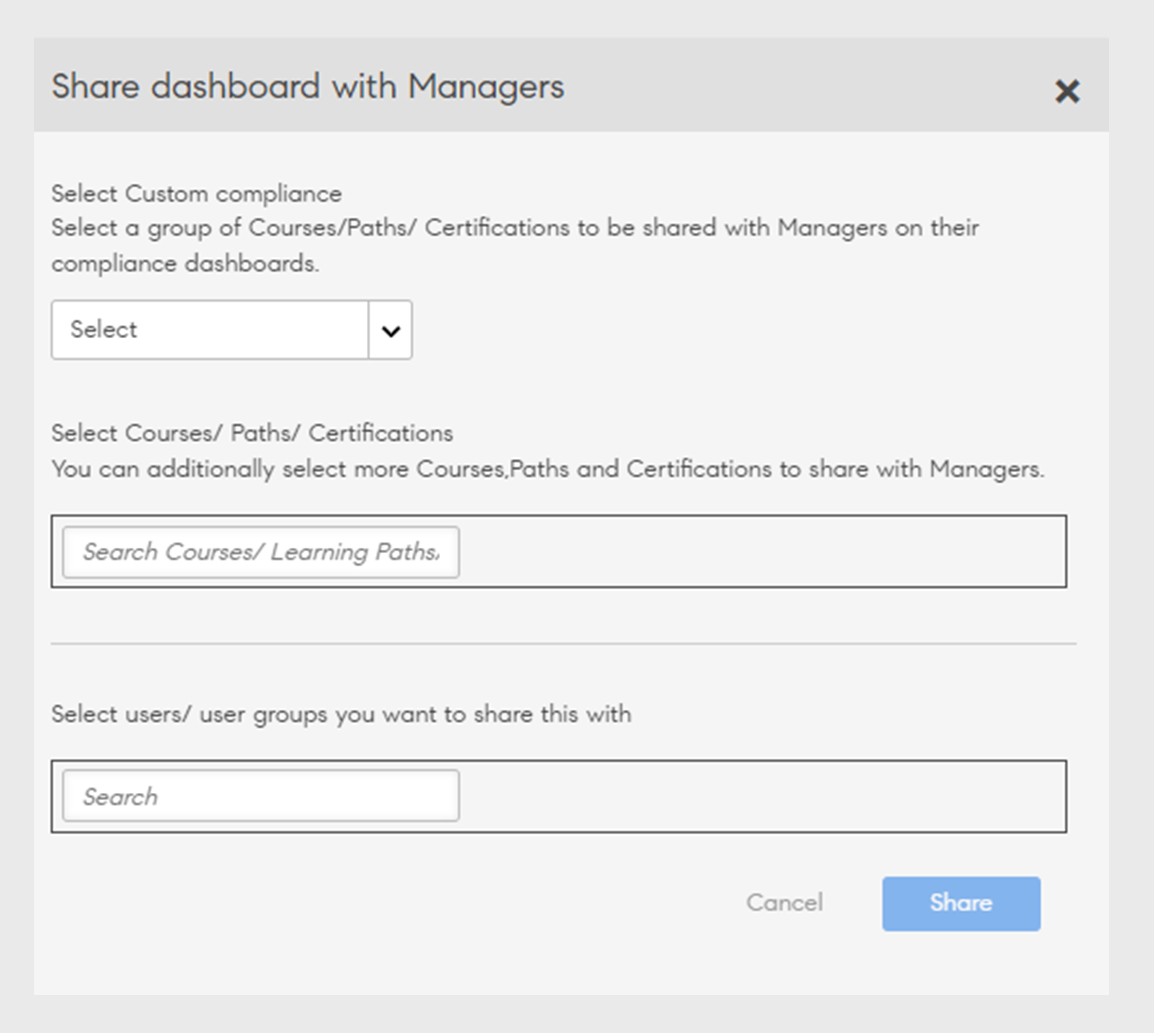 Share dashboard with Managers
Select Custom compliance
Select a group of Courses/Paths/ Certifications to be shared with Managers on their
compliance dashboards.
Select
Select Courses/ Paths/ Certifications
You can additionally select more Courses,Paths and Certifications to share with Managers.
Search Courses/ Learning Paths/
Select users/ user groups you want to share this with
Search
Cancel Share